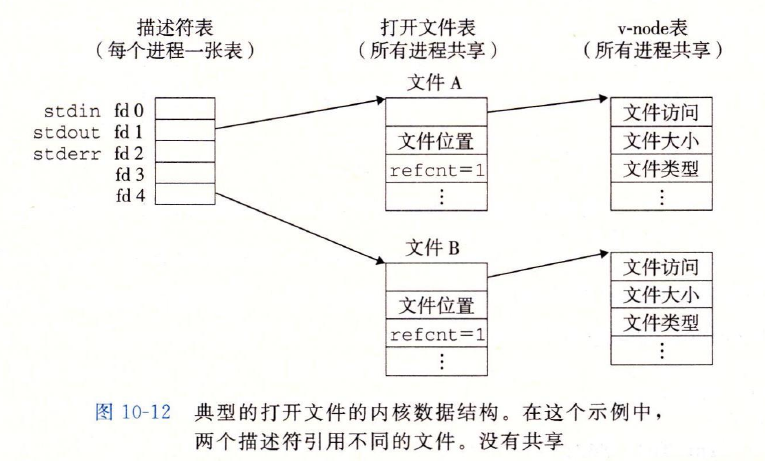 描述符表
（每个进程一张表）
打开文件表
（所有进程共享）
v-node表
（所有进程共享）
stdin fd 0
stdout fd 1
stderr fd 2
fd 3
fd 4
文件 A
文件位置
refcnt=1
⋮
文件访问
文件大小
文件类型
⋮
文件 B
文件位置
refcnt=1
⋮
文件访问
文件大小
文件类型
⋮
图 10-12 典型的打开文件的内核数据结构。在这个示例中，
两个描述符引用不同的文件。没有共享